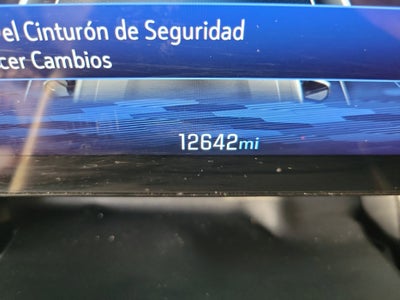 el Cinturón de Seguridad
cer Cambios
12642mi